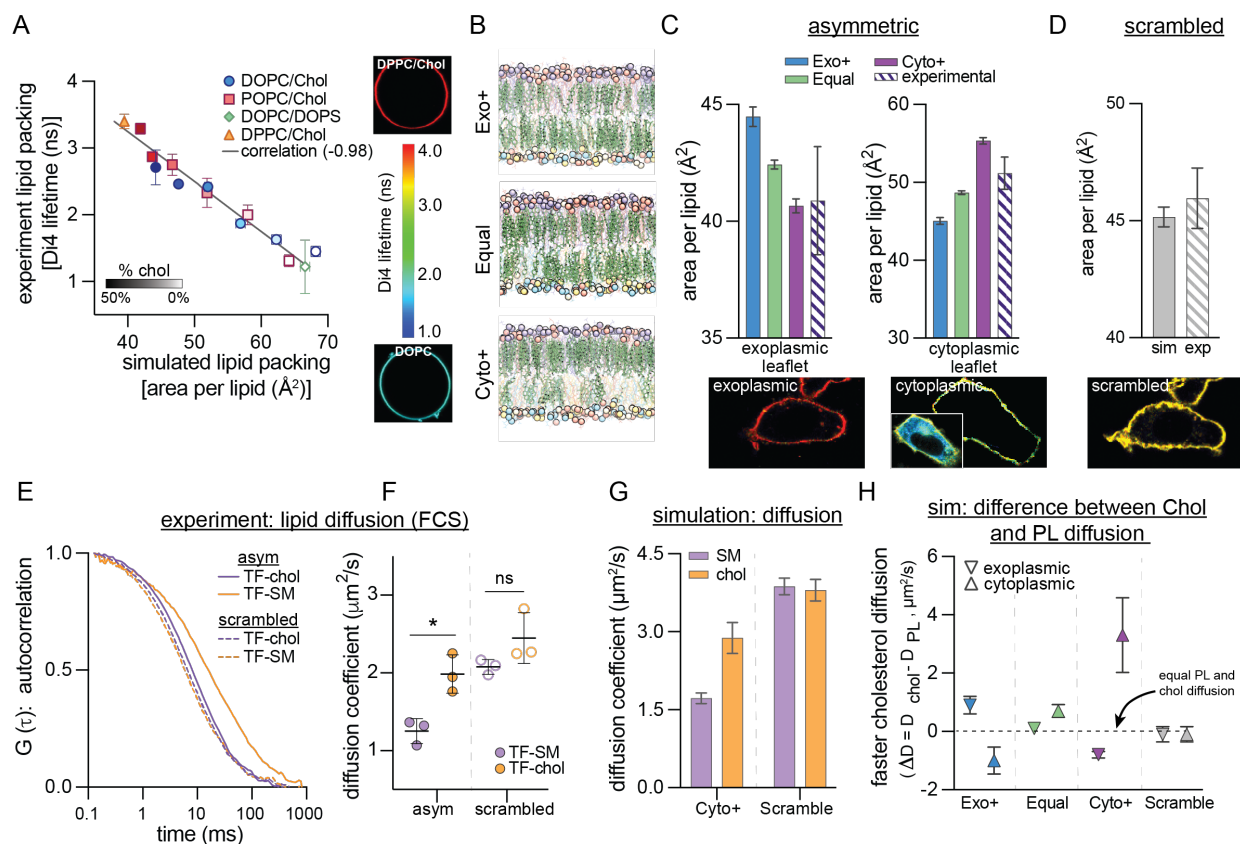 A
experiment lipid packing
[DI4 lifetime (ns)]
4
3
2
1
40 50 60 70
simulated lipid packing
[area per lipid (Å²)]
DOPC/Chol
POPC/Chol
DOPC/DOPS
DPPC/Chol
correlation (-0.98)
% chol
50% 0%
DPPC/Chol
Di4 lifetime (ns)
4.0
3.0
2.0
1.0
DOPC
B
Exo+
Equal
Cyto+
C
asymmetric
Exo+
Equal
Cyto+
experimental
area per lipid (Å²)
45
40
35
exoplasmic
leaflet
area per lipid (Å²)
60
50
40
30
cytoplasmic
leaflet
exoplasmic
cytoplasmic
D
scrambled
area per lipid (Å²)
50
45
40
sim exp
scrambled
E
experiment: lipid diffusion (FCS)
G (τ): autocorrelation
1.0
0.5
0.0
0.1 1 10 100 1000
time (ms)
asym
TF-chol
TF-SM
scrambled
TF-chol
TF-SM
F
diffusion coefficient (µm²/s)
3
2
1
*
ns
TF-SM
TF-chol
asym scrambled
G
simulation: diffusion
SM
chol
diffusion coefficient (µm²/s)
4.5
3.0
1.5
0
Cyto+ Scramble
H
sim: difference between Chol
and PL diffusion
faster cholesterol diffusion
(ΔD = D chol - D PL, µm²/s)
6
4
2
0
-2
exoplasmic
cytoplasmic
equal PL and
chol diffusion
Exo+ Equal Cyto+ Scramble